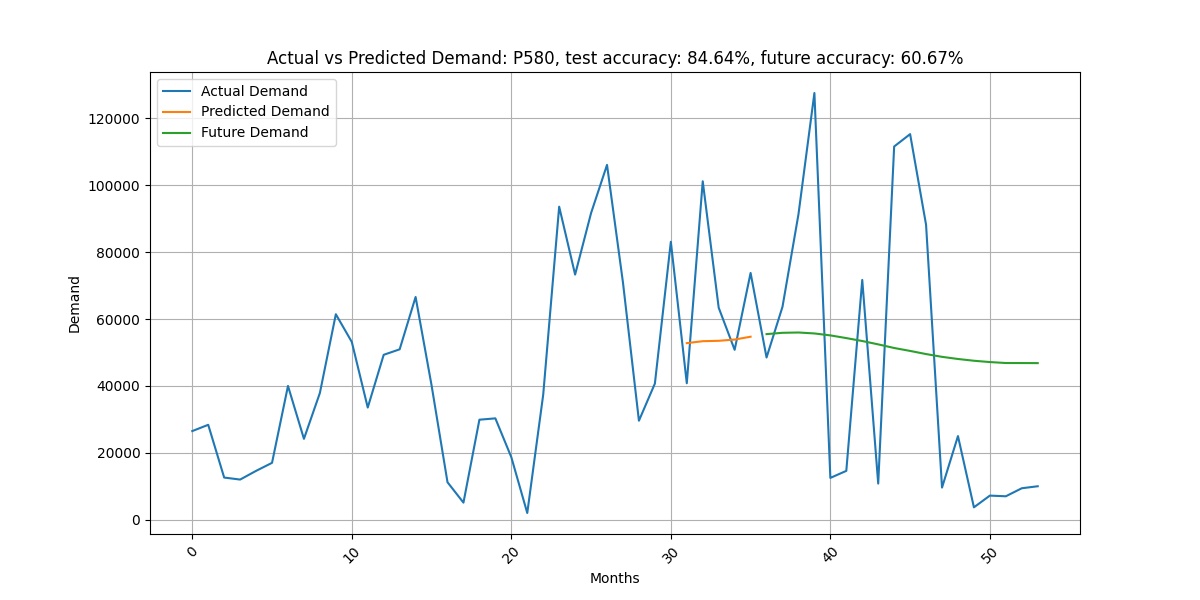 Actual vs Predicted Demand: P580, test accuracy: 84.64%, future accuracy: 60.67%
Actual Demand
Predicted Demand
Future Demand
120000
100000
80000
60000
40000
20000
0
Demand
0 10 20 30 40 50
Months